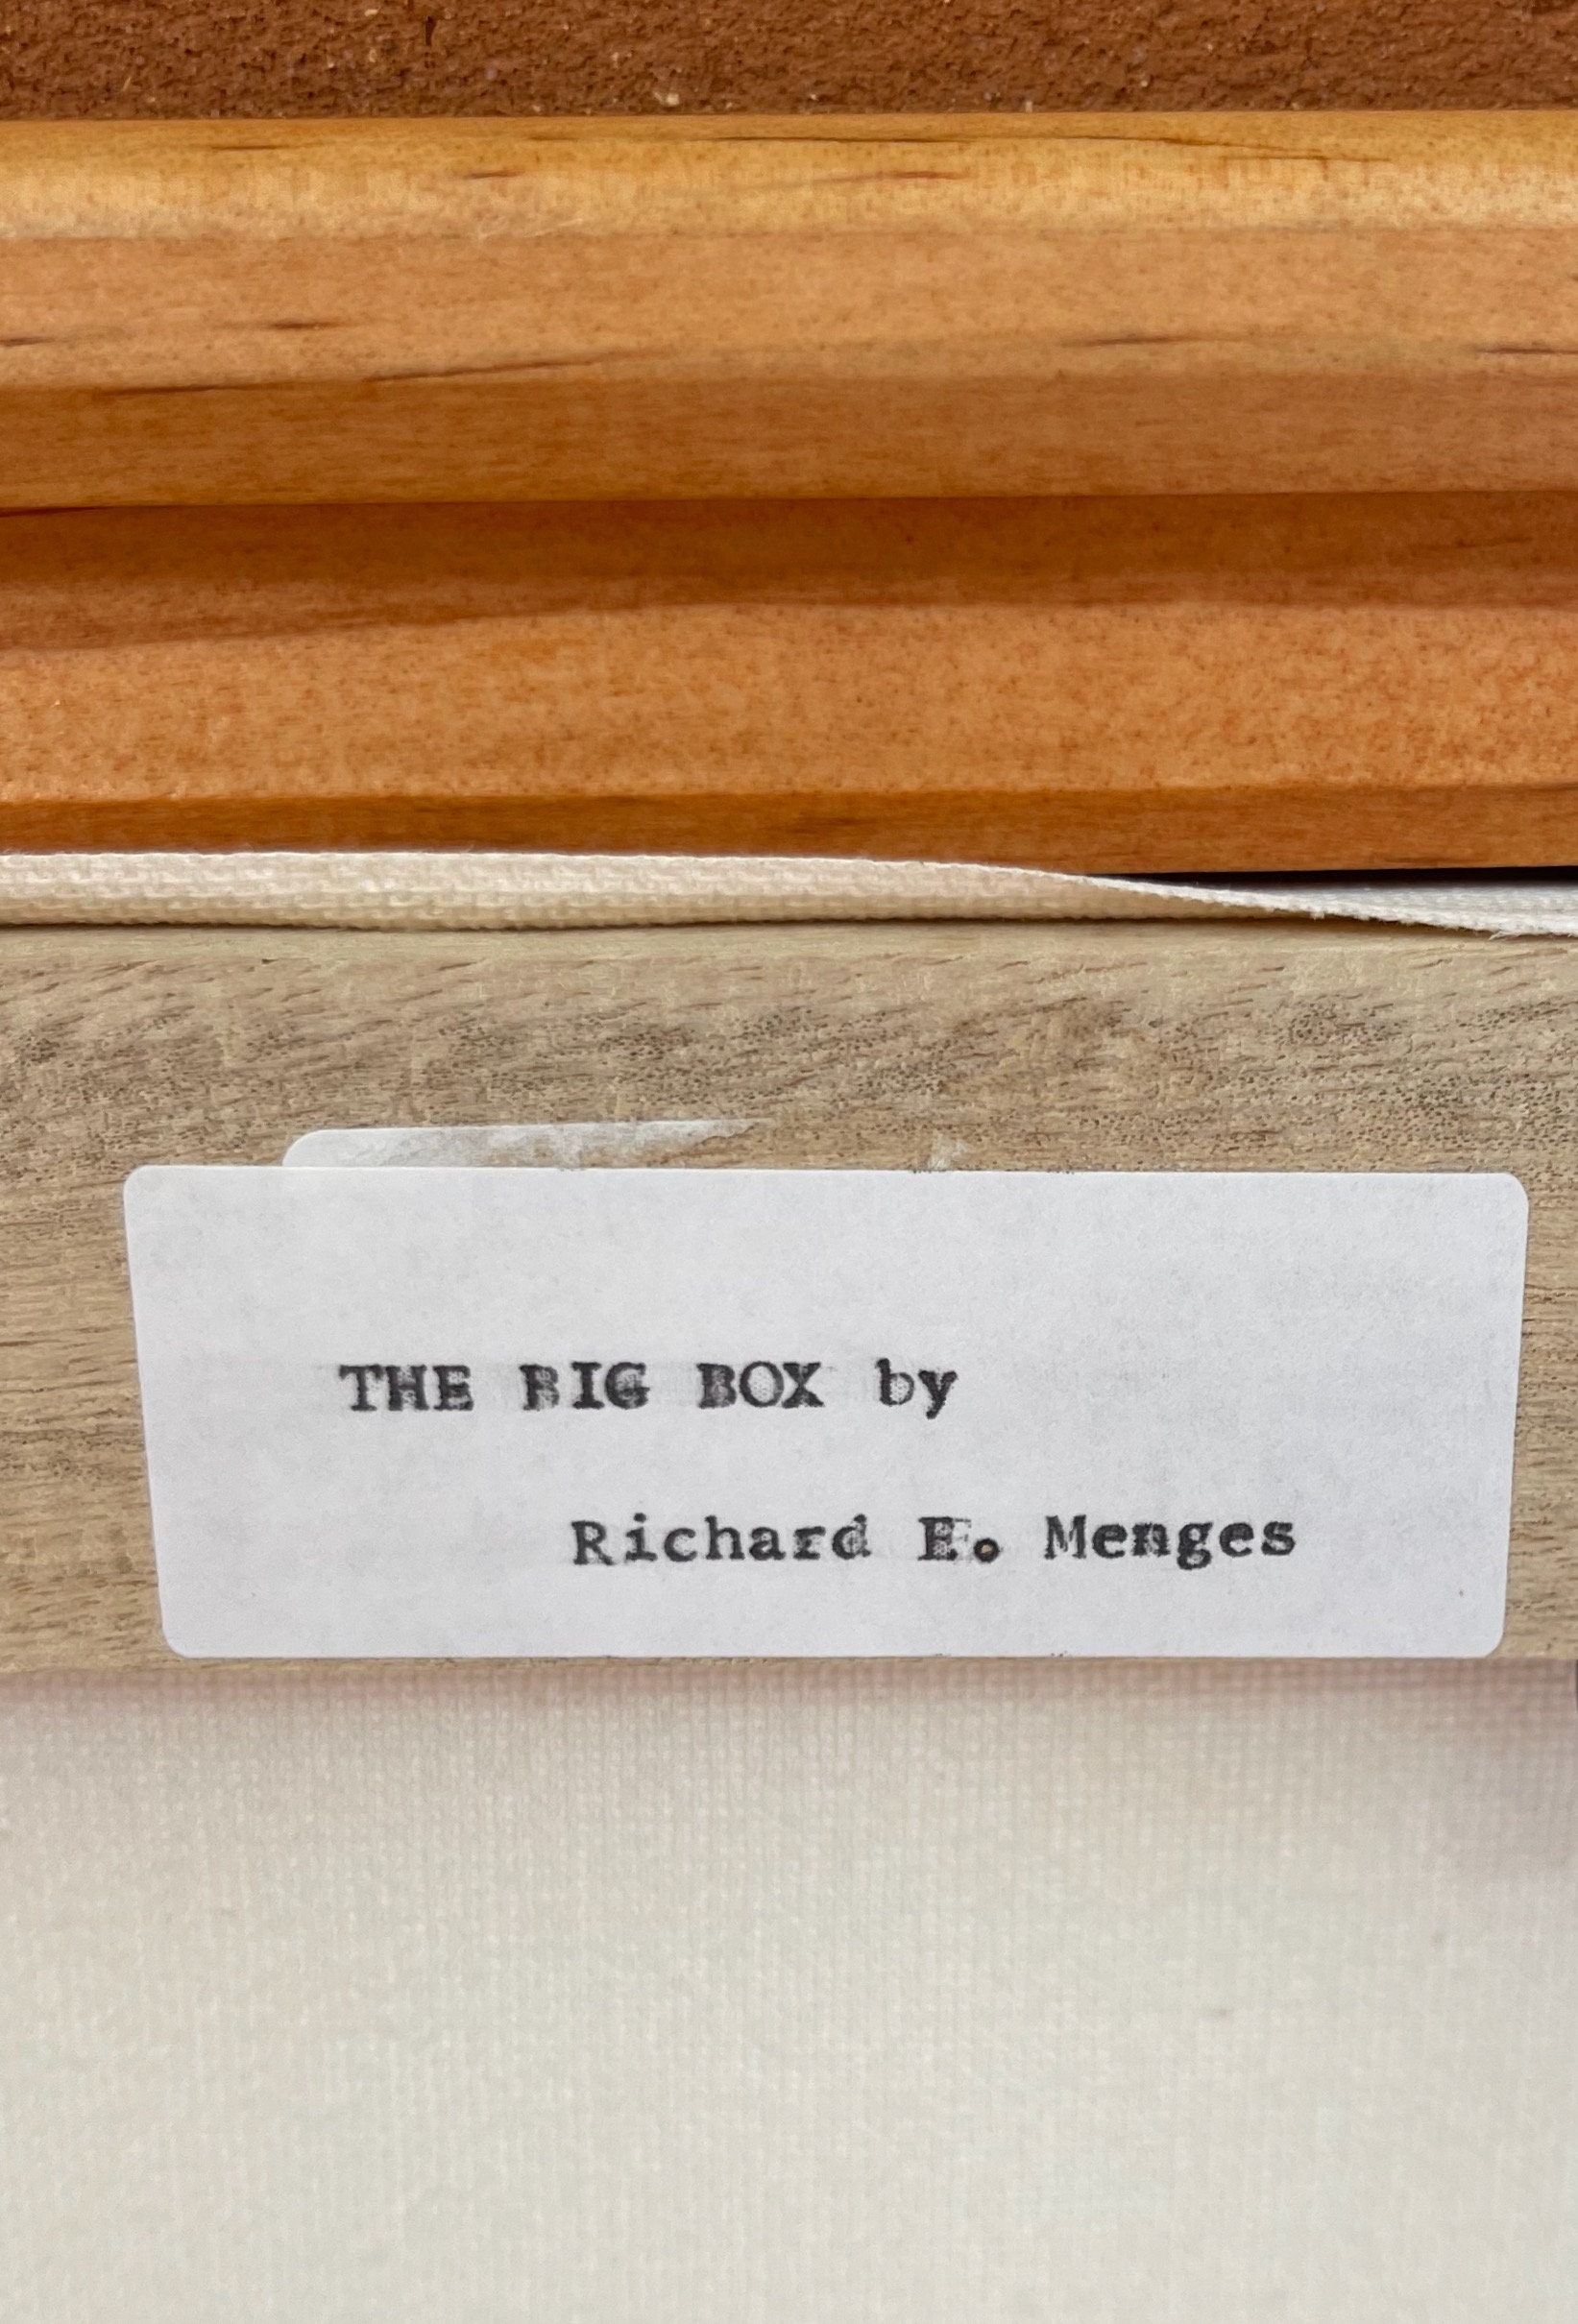 THE BIG BOX by
Richard E. Menges